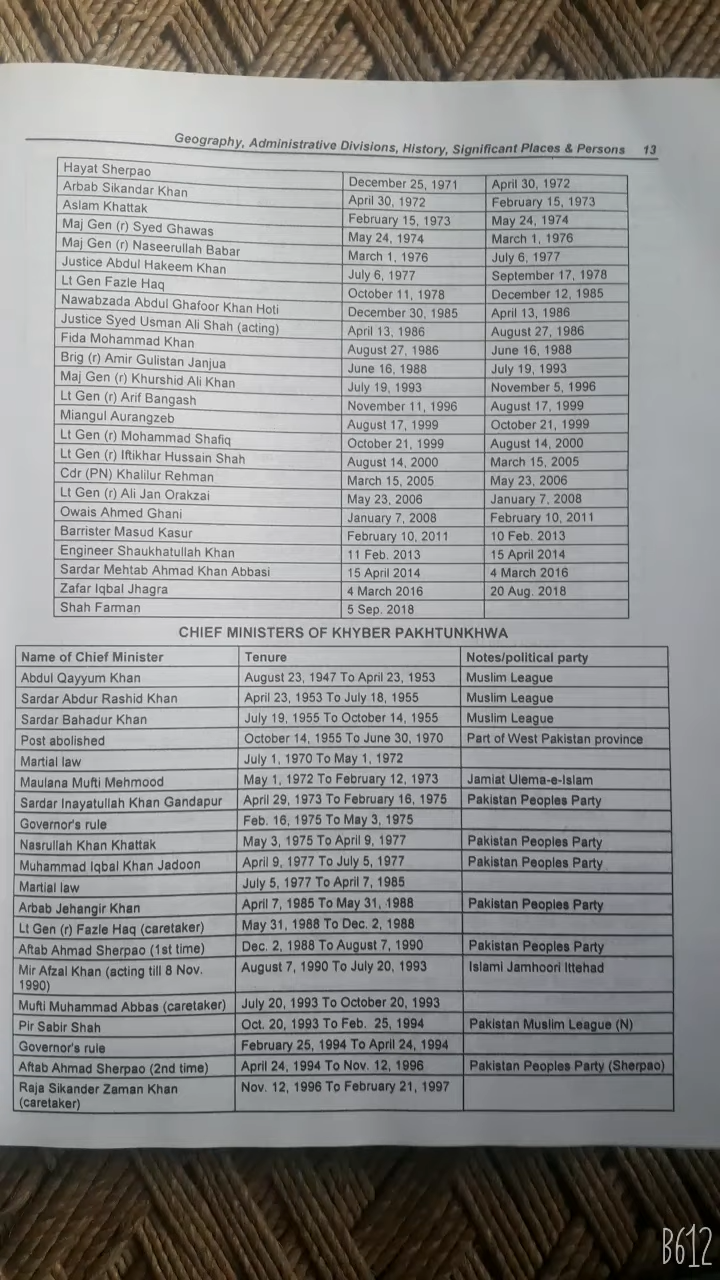 Geography, Administrative Divisions, History, Significant Places & Persons 13
Hayat Sherpao December 25, 1971 April 30, 1972
Arbab Sikandar Khan April 30, 1972 February 15, 1973
Aslam Khattak February 15, 1973 May 24, 1974
Maj Gen (r) Syed Ghawas May 24, 1974 March 1, 1976
Maj Gen (r) Naseerullah Babar March 1, 1976 July 6, 1977
Justice Abdul Hakeem Khan July 6, 1977 September 17, 1978
Lt Gen Fazle Haq October 11, 1978 December 12, 1985
Nawabzada Abdul Ghafoor Khan Hoti December 30, 1985 April 13, 1986
Justice Syed Usman Ali Shah (acting) April 13, 1986 August 27, 1986
Fida Mohammad Khan August 27, 1986 June 16, 1988
Brig (r) Amir Gulistan Janjua June 16, 1988 July 19, 1993
Maj Gen (r) Khurshid Ali Khan July 19, 1993 November 5, 1996
Lt Gen (r) Arif Bangash November 11, 1996 August 17, 1999
Miangul Aurangzeb August 17, 1999 October 21, 1999
Lt Gen (r) Mohammad Shafiq October 21, 1999 August 14, 2000
Lt Gen (r) Iftikhar Hussain Shah August 14, 2000 March 15, 2005
Cdr (PN) Khalilur Rehman March 15, 2005 May 23, 2006
Lt Gen (r) Ali Jan Orakzai May 23, 2006 January 7, 2008
Owais Ahmed Ghani January 7, 2008 February 10, 2011
Barrister Masud Kasur February 10, 2011 10 Feb. 2013
Engineer Shaukhatullah Khan 11 Feb. 2013 15 April 2014
Sardar Mehtab Ahmad Khan Abbasi 15 April 2014 4 March 2016
Zafar Iqbal Jhagra 4 March 2016 20 Aug. 2018
Shah Farman 5 Sep. 2018
CHIEF MINISTERS OF KHYBER PAKHTUNKHWA
Name of Chief Minister Tenure Notes/political party
Abdul Qayyum Khan August 23, 1947 To April 23, 1953 Muslim League
Sardar Abdur Rashid Khan April 23, 1953 To July 18, 1955 Muslim League
Sardar Bahadur Khan July 19, 1955 To October 14, 1955 Muslim League
Post abolished October 14, 1955 To June 30, 1970 Part of West Pakistan province
Martial law July 1, 1970 To May 1, 1972
Maulana Mufti Mehmood May 1, 1972 To February 12, 1973 Jamiat Ulema-e-Islam
Sardar Inayatullah Khan Gandapur April 29, 1973 To February 16, 1975 Pakistan Peoples Party
Governor's rule Feb. 16, 1975 To May 3, 1975
Nasrullah Khan Khattak May 3, 1975 To April 9, 1977 Pakistan Peoples Party
Muhammad Iqbal Khan Jadoon April 9, 1977 To July 5, 1977 Pakistan Peoples Party
Martial law July 5, 1977 To April 7, 1985
Arbab Jehangir Khan April 7, 1985 To May 31, 1988 Pakistan Peoples Party
Lt Gen (r) Fazle Haq (caretaker) May 31, 1988 To Dec. 2, 1988
Aftab Ahmad Sherpao (1st time) Dec. 2, 1988 To August 7, 1990 Pakistan Peoples Party
Mir Afzal Khan (acting till 8 Nov. August 7, 1990 To July 20, 1993 Islami Jamhoori Ittehad
1990)
Mufti Muhammad Abbas (caretaker) July 20, 1993 To October 20, 1993
Pir Sabir Shah Oct. 20, 1993 To Feb. 25, 1994 Pakistan Muslim League (N)
Governor's rule February 25, 1994 To April 24, 1994
Aftab Ahmad Sherpao (2nd time) April 24, 1994 To Nov. 12, 1996 Pakistan Peoples Party (Sherpao)
Raja Sikander Zaman Khan Nov. 12, 1996 To February 21, 1997
(caretaker)
B612